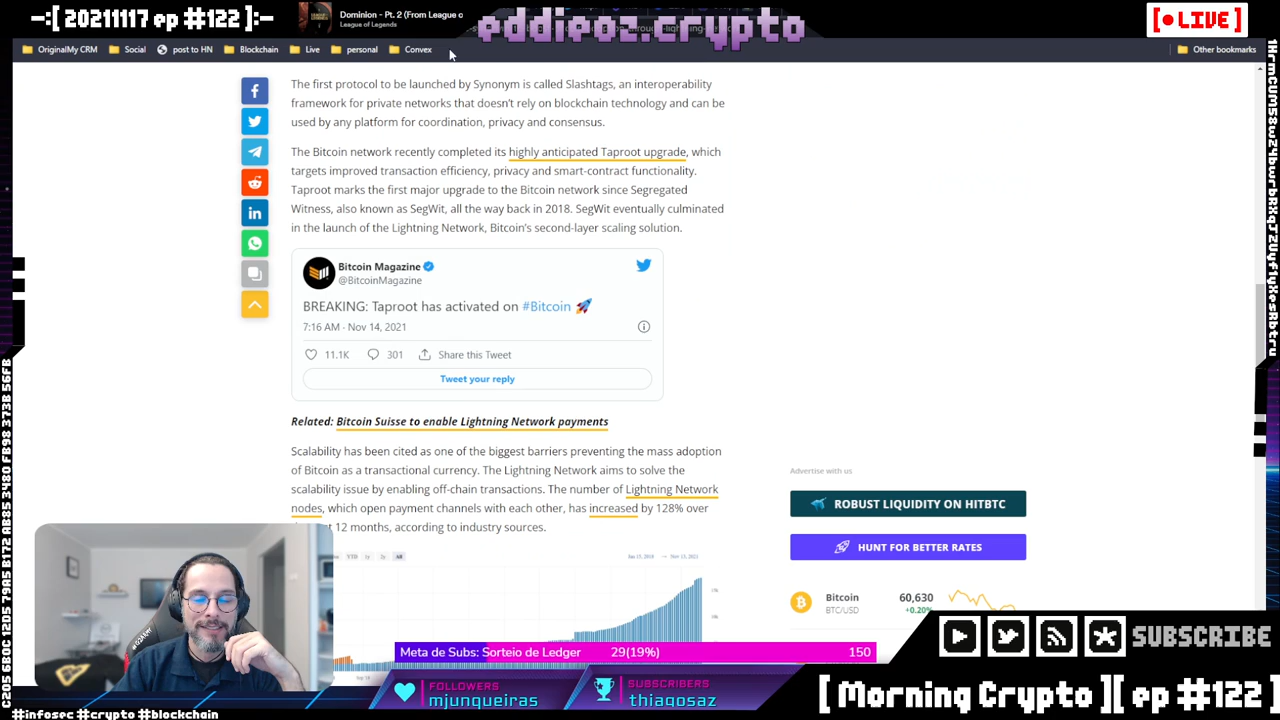 -:[ 20211117 ep #122 ]:-
Dominion - Pt. 2 (From League c
League of Legends
eddieoz.crypto
[ LIVE ]
OriginalMy CRM
Social
post to HN
Blockchain
Live
personal
Convex
Other bookmarks
The first protocol to be launched by Synonym is called Slashtags, an interoperability
framework for private networks that doesn't rely on blockchain technology and can be
used by any platform for coordination, privacy and consensus.
The Bitcoin network recently completed its highly anticipated Taproot upgrade, which
targets improved transaction efficiency, privacy and smart-contract functionality.
Taproot marks the first major upgrade to the Bitcoin network since Segregated
Witness, also known as SegWit, all the way back in 2018. SegWit eventually culminated
in the launch of the Lightning Network, Bitcoin's second-layer scaling solution.
Bitcoin Magazine
@BitcoinMagazine
BREAKING: Taproot has activated on #Bitcoin 🚀
7:16 AM · Nov 14, 2021
11.1K
301
Share this Tweet
Tweet your reply
Related: Bitcoin Suisse to enable Lightning Network payments
Scalability has been cited as one of the biggest barriers preventing the mass adoption
of Bitcoin as a transactional currency. The Lightning Network aims to solve the
scalability issue by enabling off-chain transactions. The number of Lightning Network
nodes, which open payment channels with each other, has increased by 128% over
12 months, according to industry sources.
YTD 1y 2y all
Jan 15, 2018 → Nov 15, 2021
Advertise with us
ROBUST LIQUIDITY ON HITBTC
HUNT FOR BETTER RATES
Bitcoin
60,630
BTC/USD
+0.20%
Meta de Subs: Sorteio de Ledger
29(19%)
150
SUBSCRIBE
FOLLOWERS
mjunqueiras
SUBSCRIBERS
thiagosaz
[ Morning Crypto ][ ep #122 ]
#infosec #crypto #blockchain